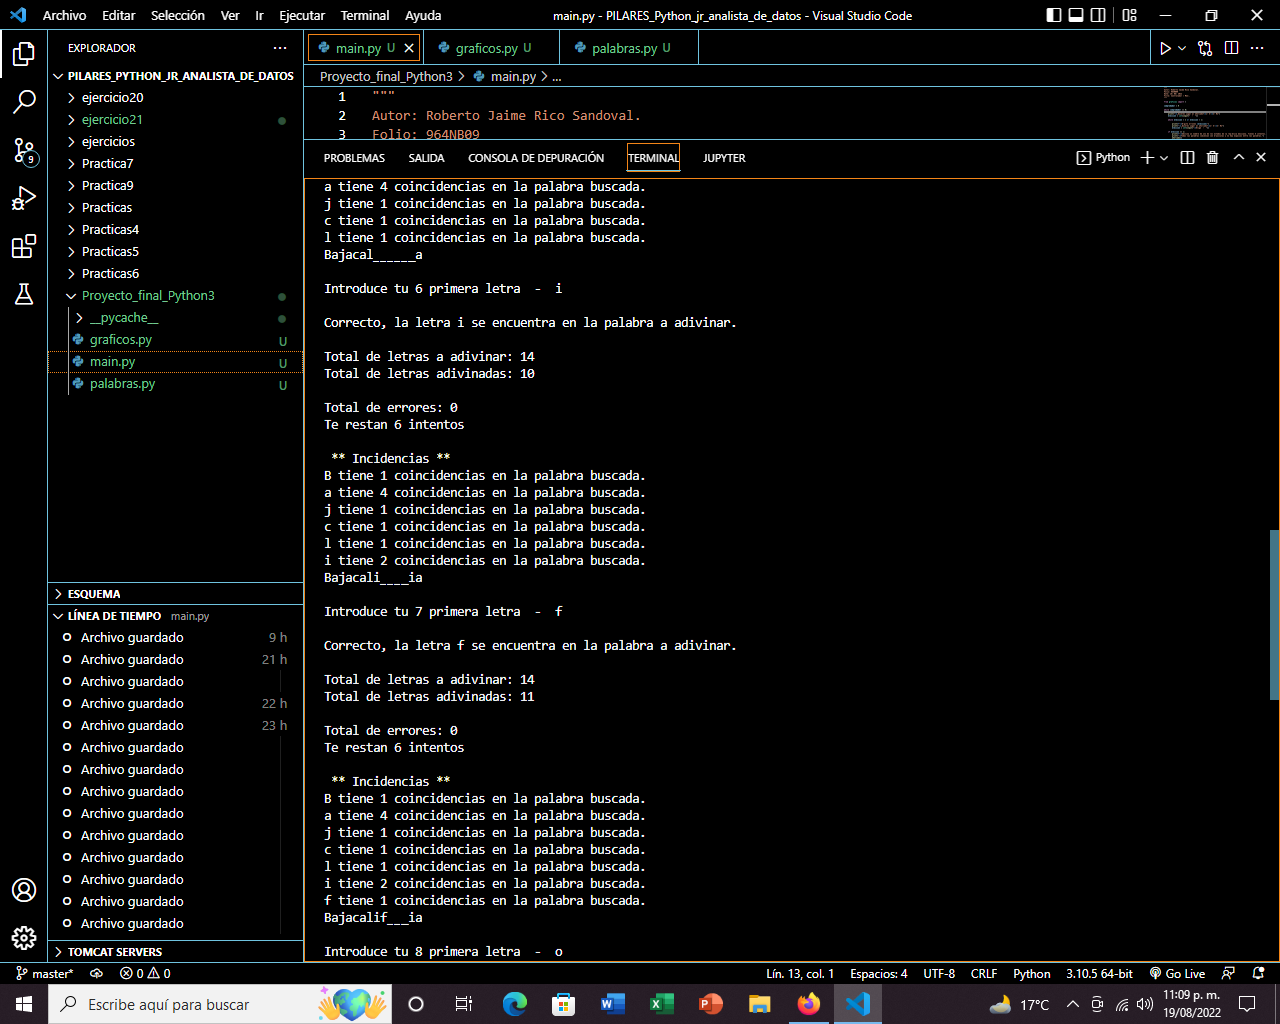 Archivo Editar Selección Ver Ir Ejecutar Terminal Ayuda
main.py - PILARES_Python_jr_analista_de_datos - Visual Studio Code
EXPLORADOR
PILARES_PYTHON_JR_ANALISTA_DE_DATOS
ejercicio20
ejercicio21
ejercicios
Practica7
Practica9
Practicas
Practicas4
Practicas5
Practicas6
Proyecto_final_Python3
__pycache__
graficos.py U
main.py U
palabras.py U
9
ESQUEMA
LÍNEA DE TIEMPO main.py
Archivo guardado 9 h
Archivo guardado 21 h
Archivo guardado
Archivo guardado 22 h
Archivo guardado 23 h
Archivo guardado
Archivo guardado
Archivo guardado
Archivo guardado
Archivo guardado
Archivo guardado
Archivo guardado
Archivo guardado
Archivo guardado
TOMCAT SERVERS
main.py U graficos.py U palabras.py U
Proyecto_final_Python3 > main.py > ...
1 """
2 Autor: Roberto Jaime Rico Sandoval.
3 Folio: 964NB09
PROBLEMAS SALIDA CONSOLA DE DEPURACIÓN TERMINAL JUPYTER
Python
a tiene 4 coincidencias en la palabra buscada.
j tiene 1 coincidencias en la palabra buscada.
c tiene 1 coincidencias en la palabra buscada.
l tiene 1 coincidencias en la palabra buscada.
Bajacal______a
Introduce tu 6 primera letra - i
Correcto, la letra i se encuentra en la palabra a adivinar.
Total de letras a adivinar: 14
Total de letras adivinadas: 10
Total de errores: 0
Te restan 6 intentos
** Incidencias **
B tiene 1 coincidencias en la palabra buscada.
a tiene 4 coincidencias en la palabra buscada.
j tiene 1 coincidencias en la palabra buscada.
c tiene 1 coincidencias en la palabra buscada.
l tiene 1 coincidencias en la palabra buscada.
i tiene 2 coincidencias en la palabra buscada.
Bajacali____ia
Introduce tu 7 primera letra - f
Correcto, la letra f se encuentra en la palabra a adivinar.
Total de letras a adivinar: 14
Total de letras adivinadas: 11
Total de errores: 0
Te restan 6 intentos
** Incidencias **
B tiene 1 coincidencias en la palabra buscada.
a tiene 4 coincidencias en la palabra buscada.
j tiene 1 coincidencias en la palabra buscada.
c tiene 1 coincidencias en la palabra buscada.
l tiene 1 coincidencias en la palabra buscada.
i tiene 2 coincidencias en la palabra buscada.
f tiene 1 coincidencias en la palabra buscada.
Bajacalif___ia
Introduce tu 8 primera letra - o
master* 0 0 Lín. 13, col. 1 Espacios: 4 UTF-8 CRLF Python 3.10.5 64-bit Go Live
Escribe aquí para buscar
17°C
11:09 p. m.
19/08/2022